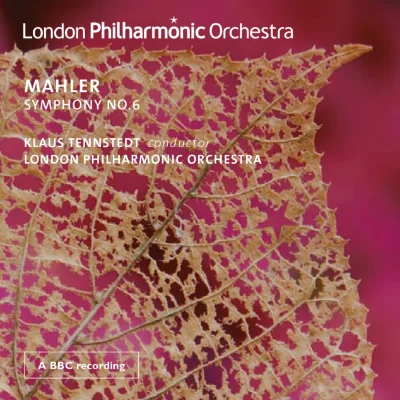 London Philharmonic Orchestra
MAHLER
SYMPHONY NO.6
KLAUS TENNSTEDT conductor
LONDON PHILHARMONIC ORCHESTRA
A BBC recording